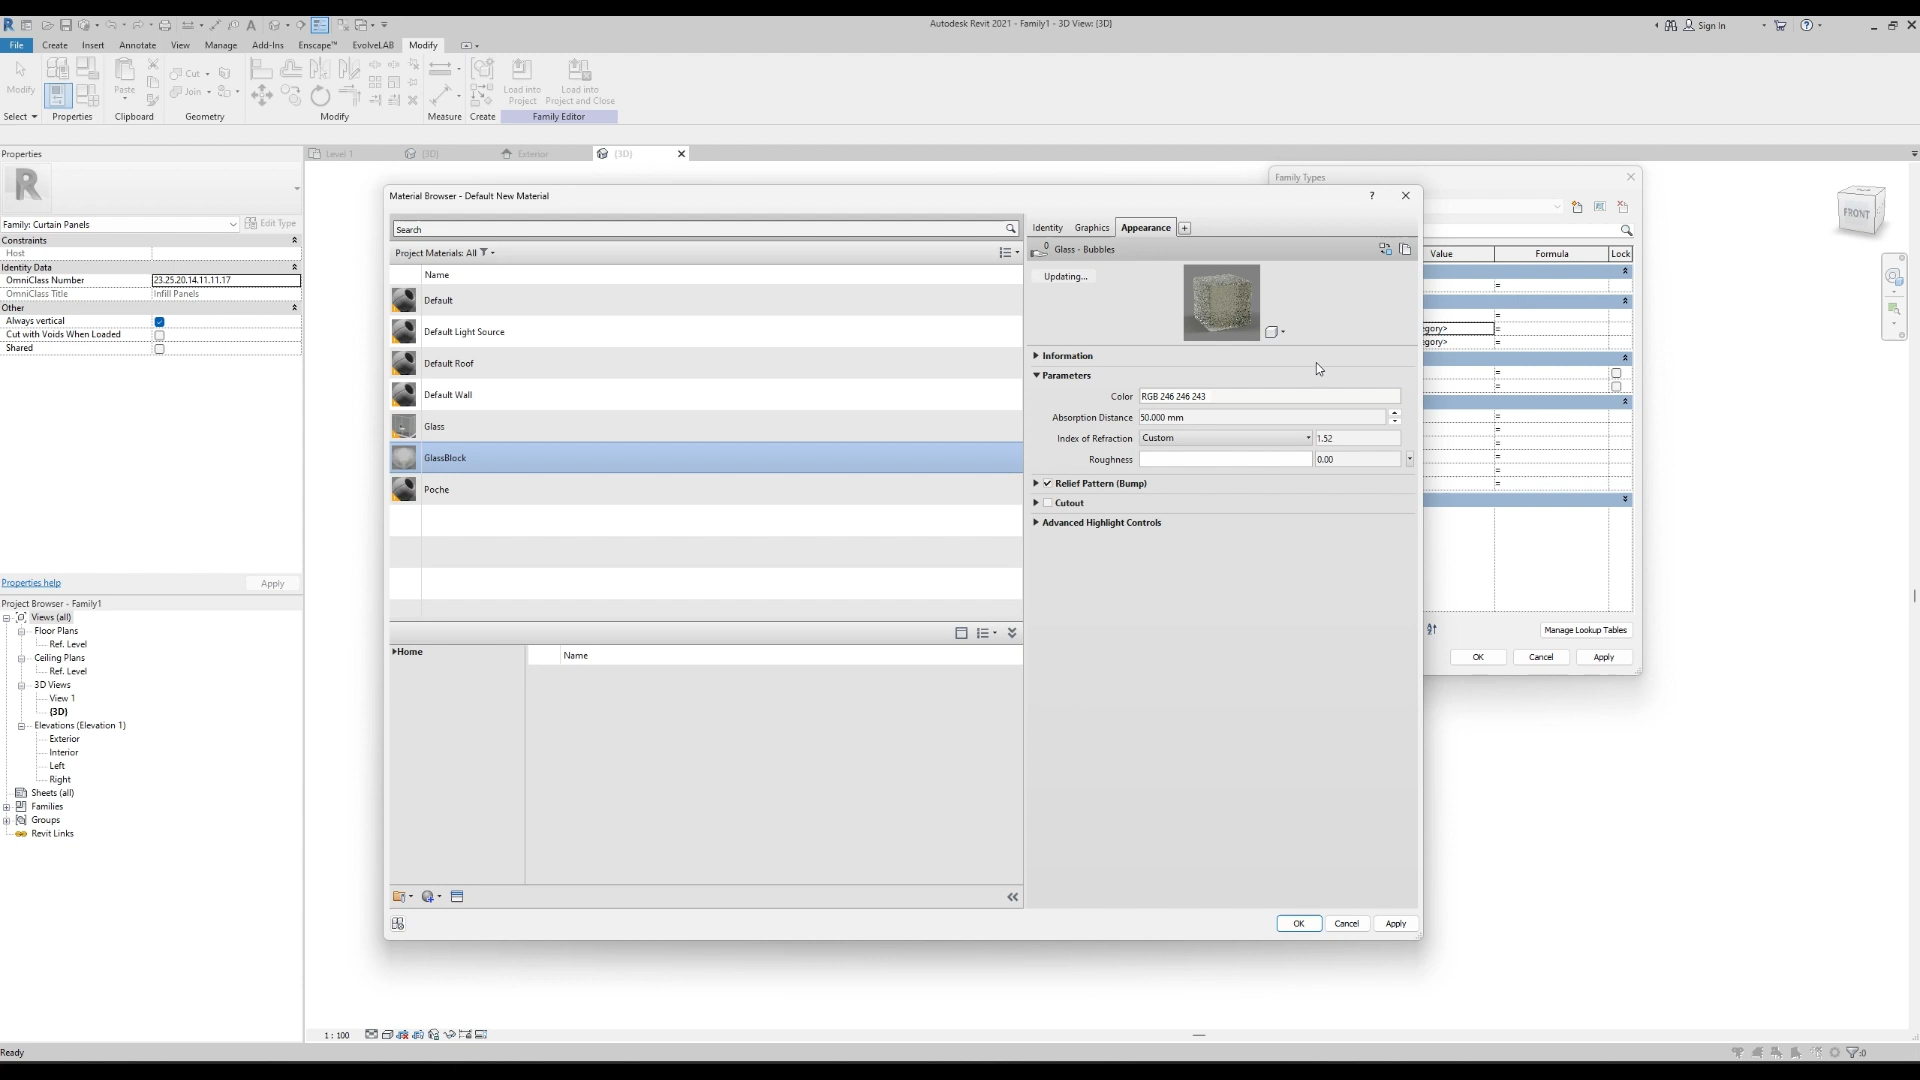 Autodesk Revit 2021 - Family1 - 3D View: {3D}
Sign In
File Create Insert Annotate View Manage Add-Ins Enscape™ EvolveLAB Modify
Modify
Paste
Cut
Join
Load into Project
Load into Project and Close
Select Properties Clipboard Geometry Modify Measure Create Family Editor
Properties
Level 1 {3D} Exterior {3D}
Family: Curtain Panels Edit Type
Constraints
Host
Identity Data
OmniClass Number 23.25.20.14.11.11.17
OmniClass Title Infill Panels
Other
Always vertical
Cut with Voids When Loaded
Shared
Properties help Apply
Project Browser - Family1
Views (all)
Floor Plans
Ref. Level
Ceiling Plans
Ref. Level
3D Views
View 1
{3D}
Elevations (Elevation 1)
Exterior
Interior
Left
Right
Sheets (all)
Families
Groups
Revit Links
Material Browser - Default New Material ?
Search
Project Materials: All
Name
Default
Default Light Source
Default Roof
Default Wall
Glass
GlassBlock
Poche
Home
Name
Identity Graphics Appearance +
0 Glass - Bubbles
Updating...
Information
Parameters
Color RGB 246 246 243
Absorption Distance 50.000 mm
Index of Refraction Custom 1.52
Roughness 0.00
Relief Pattern (Bump)
Cutout
Advanced Highlight Controls
OK Cancel Apply
Family Types
Value Formula Lock
=
=
egory> =
egory> =
=
=
=
=
=
=
=
=
Manage Lookup Tables
OK Cancel Apply
FRONT
1 : 100
Ready
:0